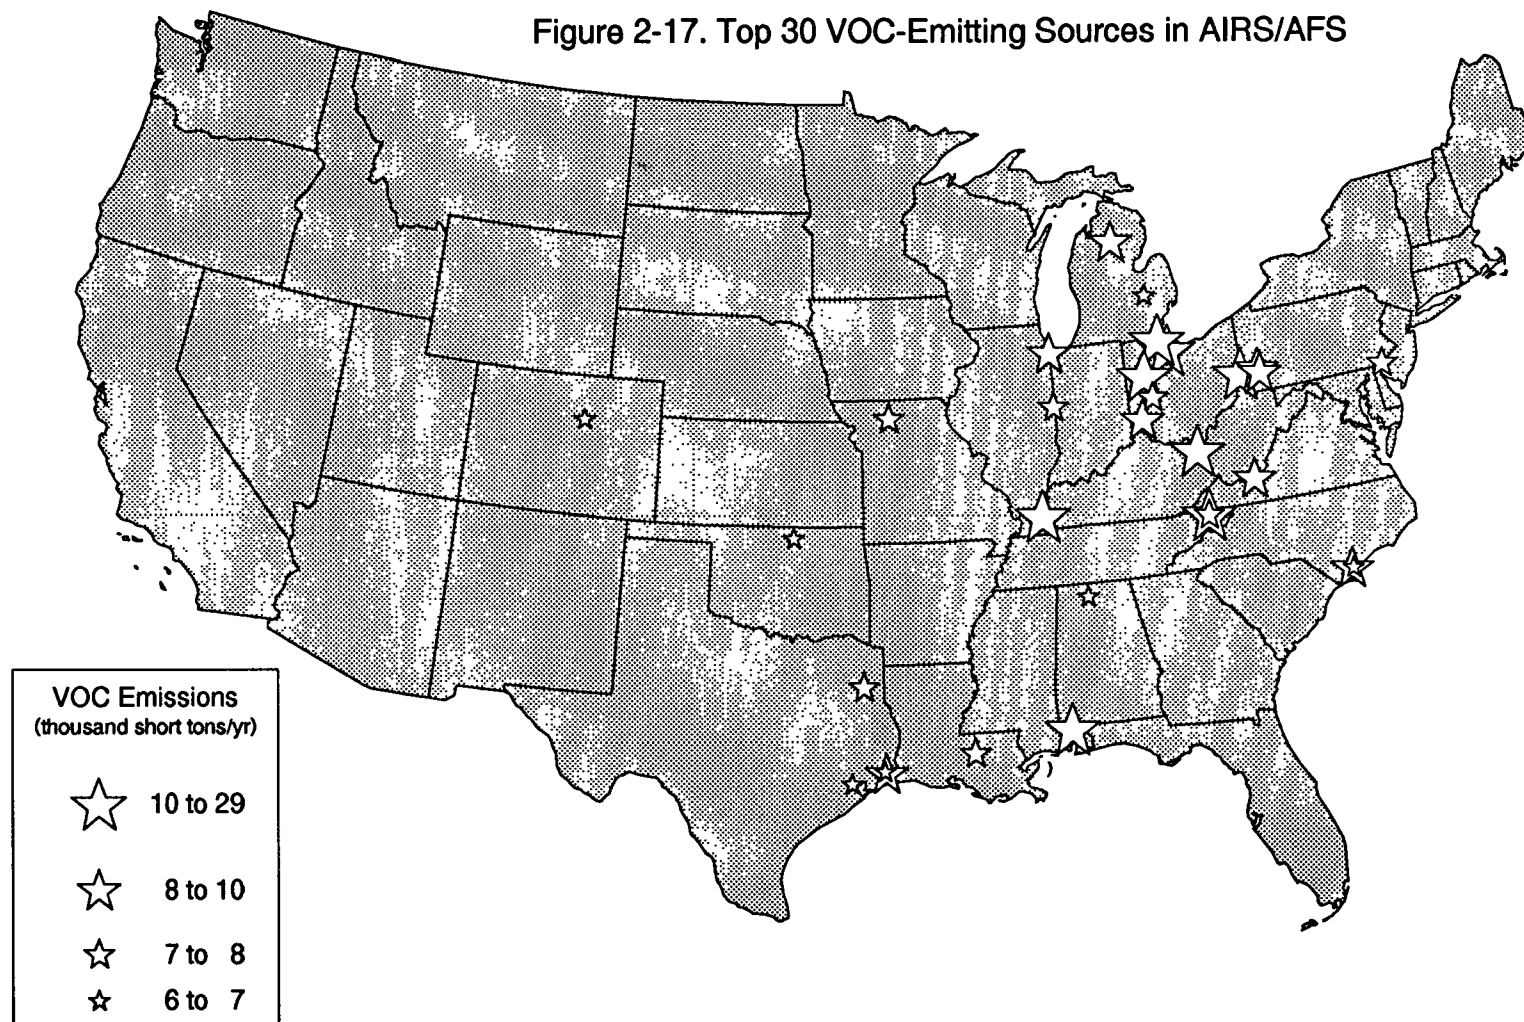 Figure 2-17. Top 30 VOC-Emitting Sources in AIRS/AFS
VOC Emissions
(thousand short tons/yr)
10 to 29
8 to 10
7 to 8
6 to 7